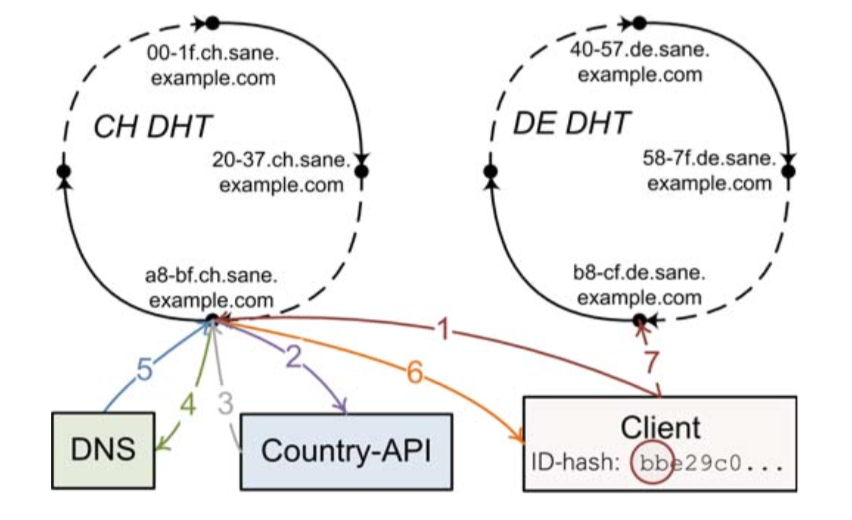 00-1f.ch.sane.
example.com
CH DHT
20-37.ch.sane.
example.com
a8-bf.ch.sane.
example.com
40-57.de.sane.
example.com
DE DHT
58-7f.de.sane.
example.com
b8-cf.de.sane.
example.com
1
2
3
4
5
6
7
DNS
Country-API
Client
ID-hash: bbe29c0...